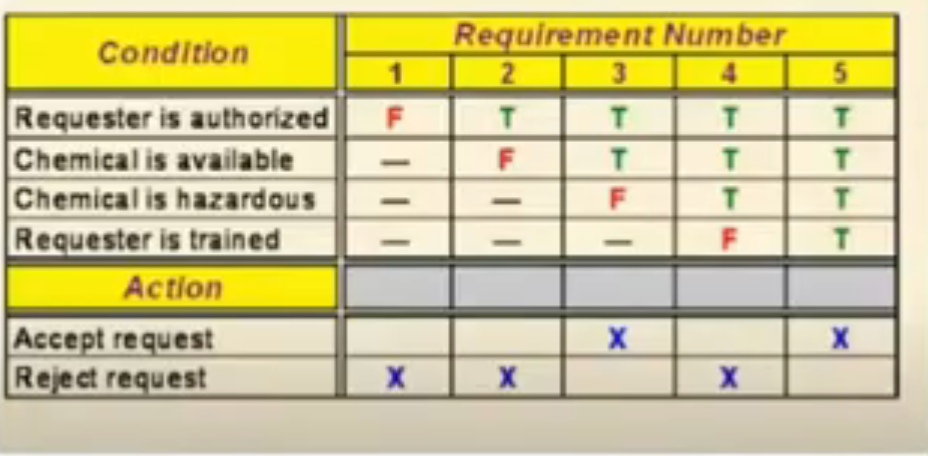 Condition Requirement Number
1 2 3 4 5
Requester is authorized F T T T T
Chemical is available — F T T T
Chemical is hazardous — — F T T
Requester is trained — — — F T
Action
Accept request X X
Reject request X X X